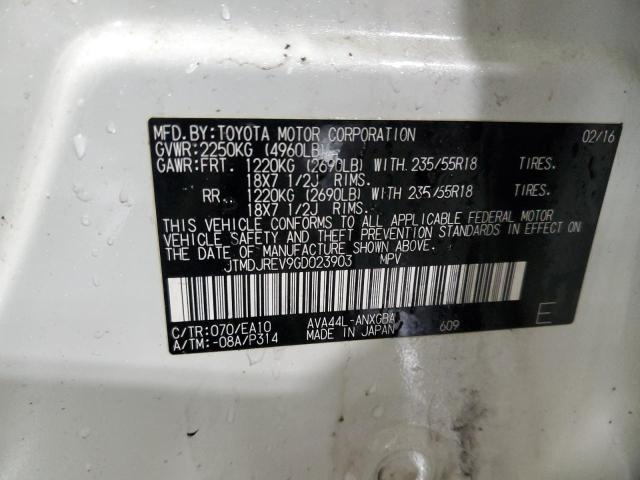 MFD.BY:TOYOTA MOTOR CORPORATION 02/16
GVWR:2250KG (4960LB)
GAWR:FRT. 1220KG (2690LB) WITH.235/55R18 TIRES.
18X7 1/2J RIMS.
RR. 1220KG (2690LB) WITH 235/55R18 TIRES.
18X7 1/2J RIMS.
THIS VEHICLE CONFORMS TO ALL APPLICABLE FEDERAL MOTOR
VEHICLE SAFETY AND THEFT PREVENTION STANDARDS IN EFFECT ON
THE DATE OF MANUFACTURE SHOWN ABOVE.
JTMDJREV9GD023903 MPV
C/TR:070/EA10 AVA44L-ANXGBA
A/TM:-08A/P314 MADE IN JAPAN 609 E